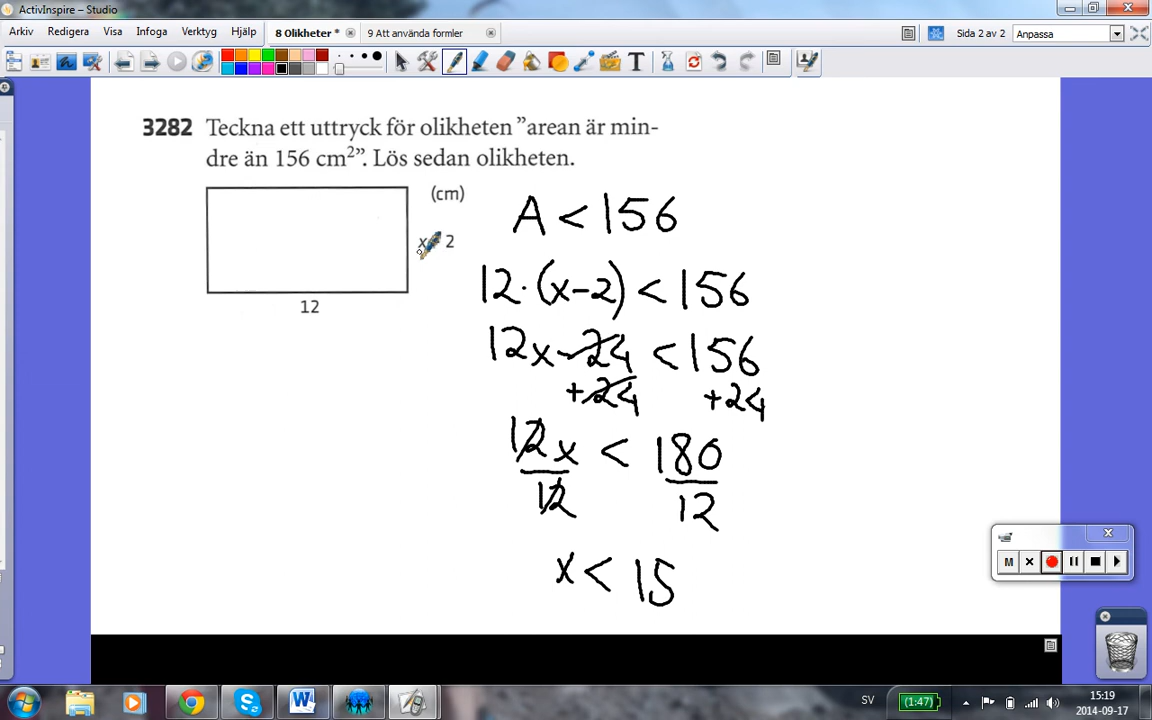 ActivInspire – Studio
Arkiv Redigera Visa Infoga Verktyg Hjälp
8 Olikheter * 9 Att använda formler
Sida 2 av 2 Anpassa
3282 Teckna ett uttryck för olikheten ”arean är min-
dre än 156 cm²”. Lös sedan olikheten.
(cm)
x 2
12
A < 156
12·(x−2) < 156
12x − 24 < 156
+24 +24
12x < 180
12 12
x < 15
M
SV
(1:47)
15:19
2014-09-17